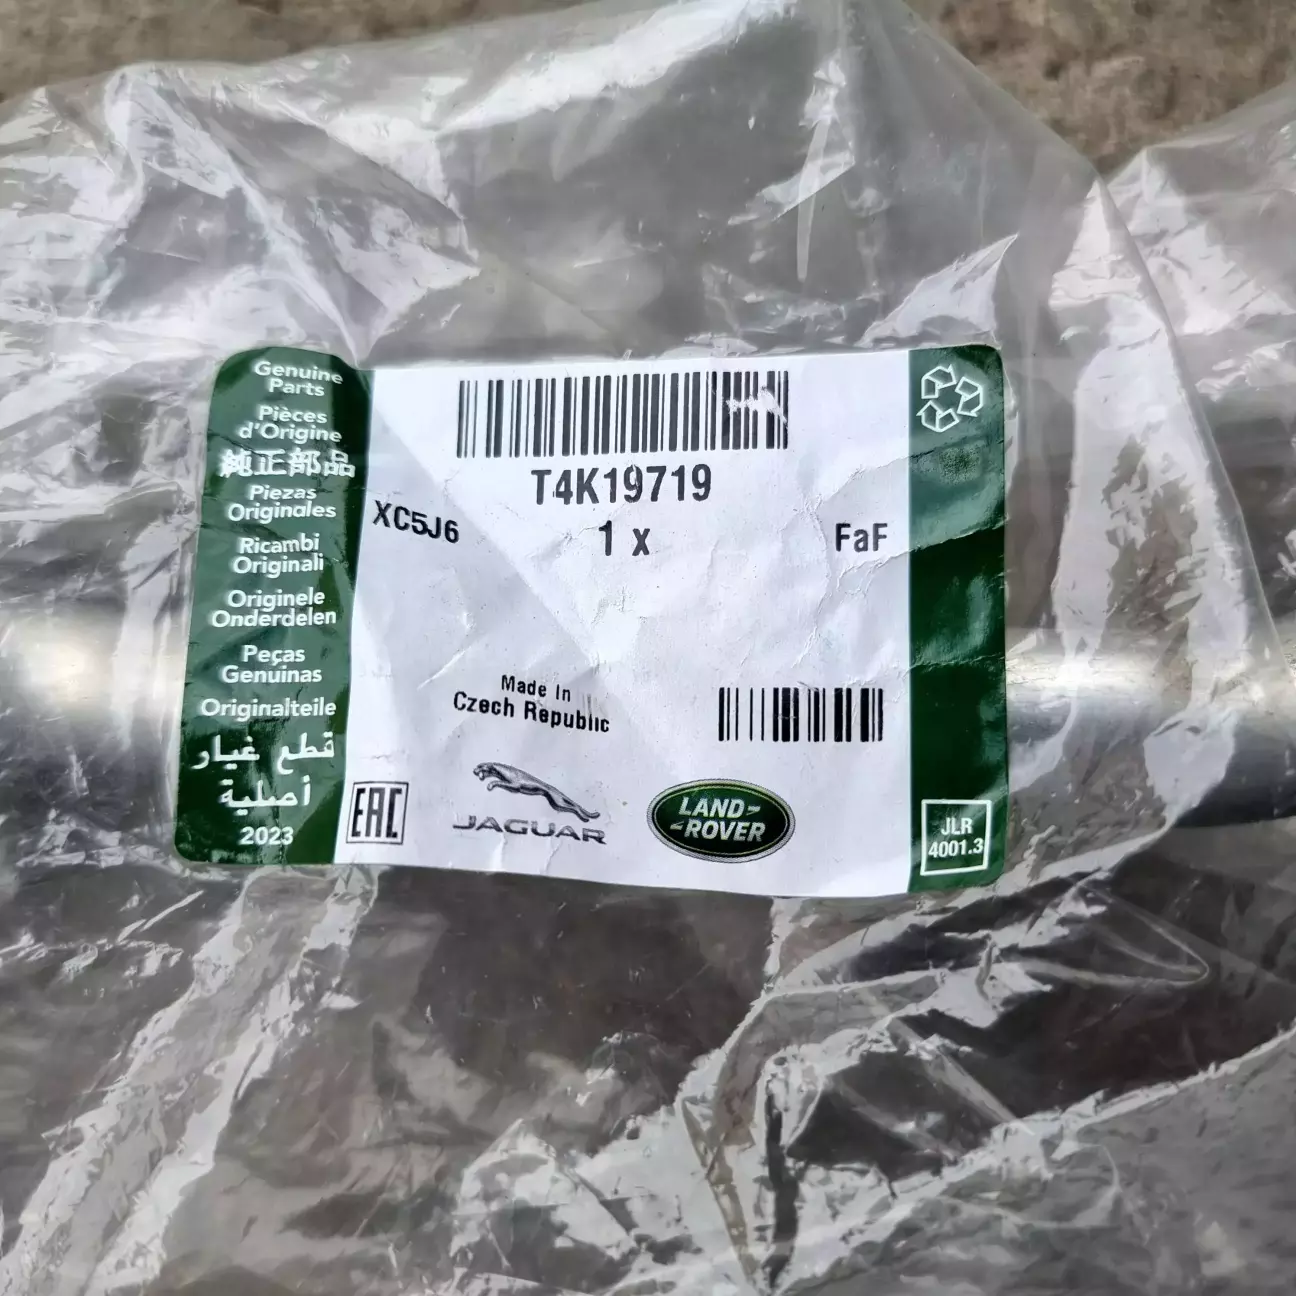 Genuine
Parts
Pièces
d'Origine
純正部品
Piezas
Originales
Ricambi
Originali
Originele
Onderdelen
Peças
Genuinas
Originalteile
قطع غيار
أصلية
2023
T4K19719
XC5J6
1 x
FaF
Made In
Czech Republic
EAC
JAGUAR
LAND-
-ROVER
JLR
4001.3